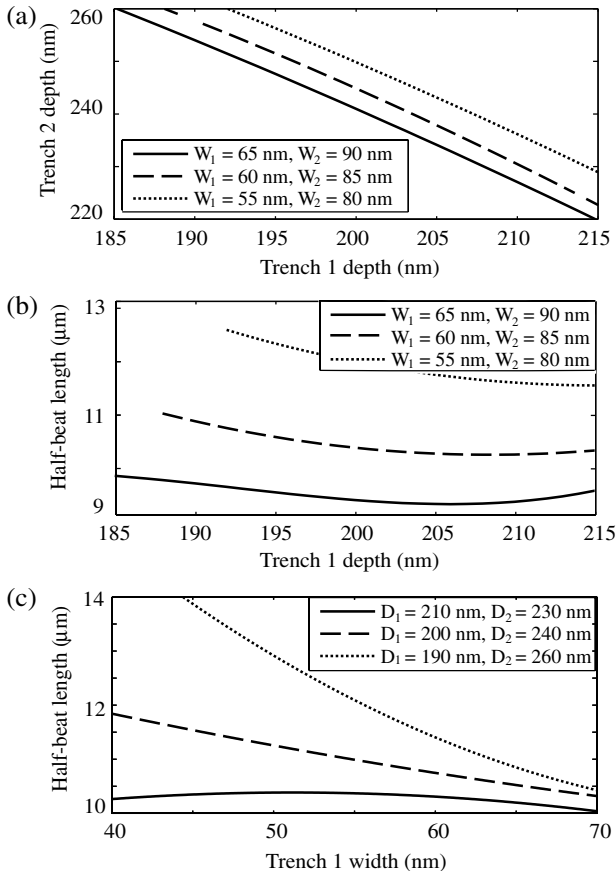 (a)
260
240
220
Trench 2 depth (nm)
W₁ = 65 nm, W₂ = 90 nm
W₁ = 60 nm, W₂ = 85 nm
W₁ = 55 nm, W₂ = 80 nm
185 190 195 200 205 210 215
Trench 1 depth (nm)
(b)
13
11
9
Half-beat length (μm)
W₁ = 65 nm, W₂ = 90 nm
W₁ = 60 nm, W₂ = 85 nm
W₁ = 55 nm, W₂ = 80 nm
185 190 195 200 205 210 215
Trench 1 depth (nm)
(c)
14
12
10
Half-beat length (μm)
D₁ = 210 nm, D₂ = 230 nm
D₁ = 200 nm, D₂ = 240 nm
D₁ = 190 nm, D₂ = 260 nm
40 50 60 70
Trench 1 width (nm)